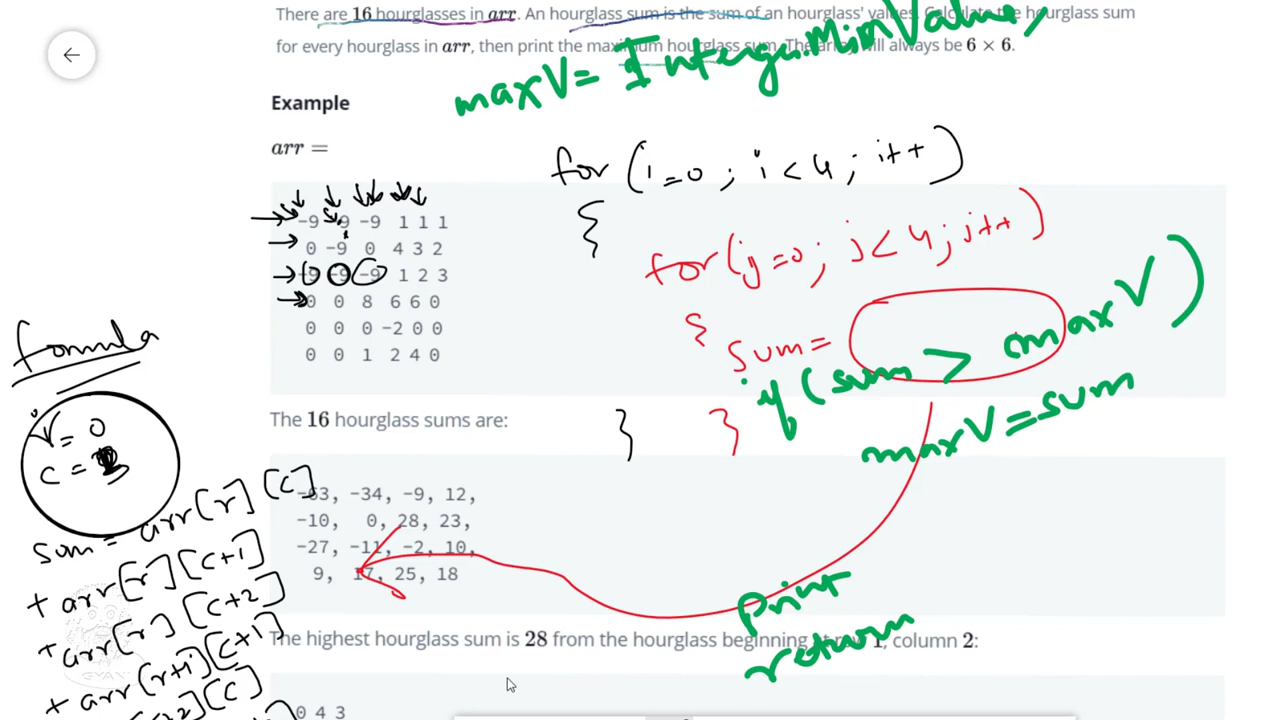 There are 16 hourglasses in arr. An hourglass sum is the sum of an hourglass' values. Calculate the hourglass sum
for every hourglass in arr, then print the maximum hourglass sum. The array will always be 6 × 6.
maxV= Interger.MinValue;
Example
arr =
for (i=0; i<4; i++)
{
-9 -9 -9 1 1 1
0 -9 0 4 3 2
-9 -9 -9 1 2 3
0 0 8 6 6 0
0 0 0 -2 0 0
0 0 1 2 4 0
for(j=0; j<4; j++)
{ sum=
if (sum > maxV)
maxV=sum
} }
formula
r=0
c=3
The 16 hourglass sums are:
-63, -34, -9, 12,
-10, 0, 28, 23,
-27, -11, -2, 10,
9, 17, 25, 18
sum= arr[r][c]
+ arr[r][c+1]
+arr[r][c+2]
+ arr[r+1][c+1]
[c]
print
return
The highest hourglass sum is 28 from the hourglass beginning at row 1, column 2:
0 4 3